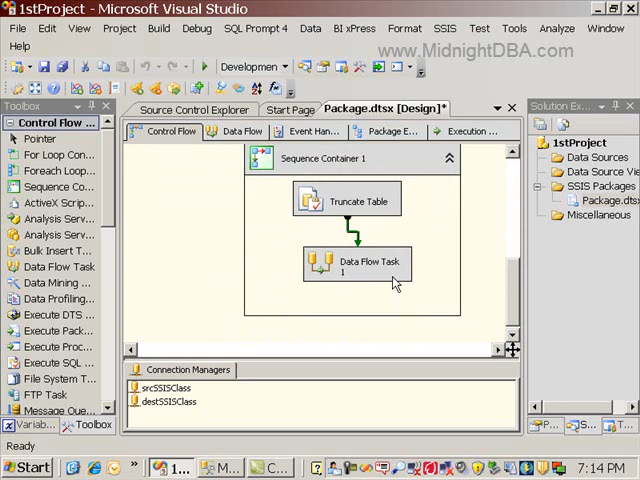 1stProject - Microsoft Visual Studio
File Edit View Project Build Debug SQL Prompt 4 Data BI xPress Format SSIS Test Tools Analyze Window
Help
www.MidnightDBA.com
Developmen
Toolbox
Source Control Explorer Start Page Package.dtsx [Design]*
Solution Ex...
Control Flow ...
Control Flow Data Flow Event Han... Package E... Execution ...
Pointer
For Loop Con...
Foreach Loop...
Sequence Co...
ActiveX Scrip...
Analysis Serv...
Analysis Serv...
Bulk Insert T...
Data Flow Task
Data Mining ...
Data Profiling...
Execute DTS ...
Execute Pack...
Execute Proc...
Execute SQL ...
File System T...
FTP Task
Message Queu...
Sequence Container 1
Truncate Table
Data Flow Task
1
Connection Managers
srcSSISClass
destSSISClass
1stProject
Data Sources
Data Source Vie
SSIS Packages
Package.dtsx
Miscellaneous
Variab... Toolbox
P... S... T...
Ready
Start 1... M... C... 7:14 PM